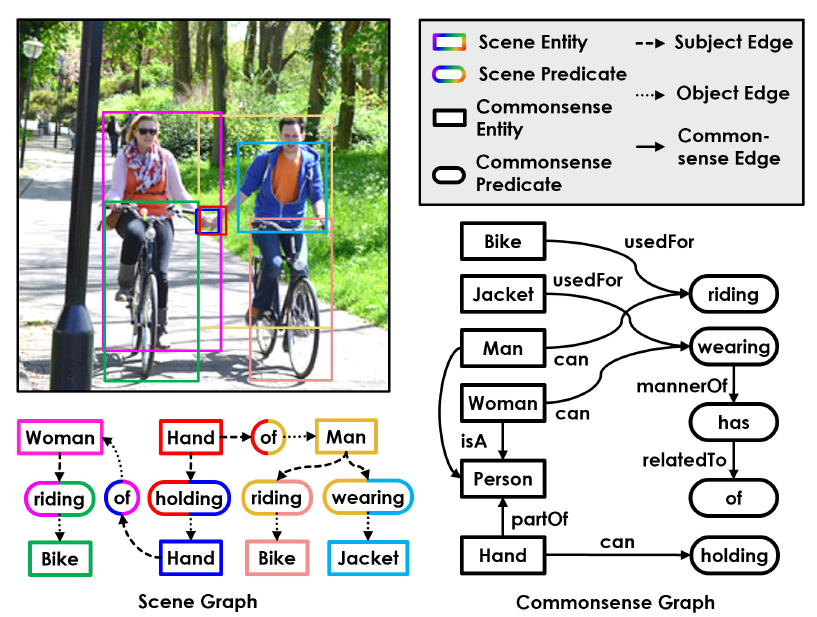 Scene Entity
Subject Edge
Scene Predicate
Object Edge
Commonsense
Entity
Common-
sense Edge
Commonsense
Predicate
Bike
usedFor
Jacket
usedFor
riding
Man
can
wearing
Woman
can
mannerOf
isA
has
Person
relatedTo
of
partOf
Hand
can
holding
Commonsense Graph
Woman
Hand
of
Man
riding
of
holding
riding
wearing
Bike
Hand
Bike
Jacket
Scene Graph